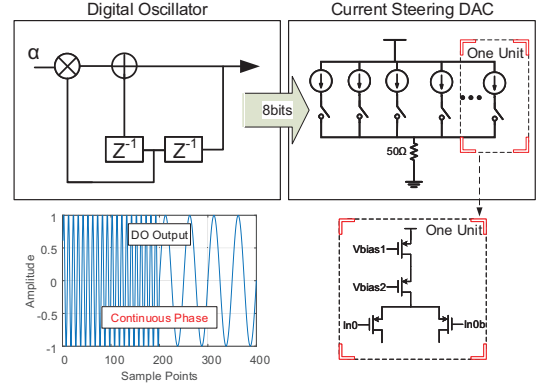 Digital Oscillator
Current Steering DAC
α
Z⁻¹
Z⁻¹
8bits
One Unit
50Ω
DO Output
Continuous Phase
Amplitude
1
0.5
0
-0.5
-1
0
100
200
300
400
Sample Points
One Unit
Vbias1
Vbias2
In0
In0b